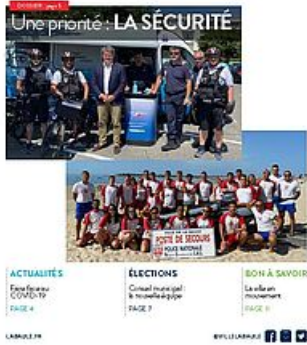 DOSSIER page 5
Une priorité : LA SÉCURITÉ
POSTE DE SECOURS
POLICE NATIONALE
ACTUALITÉS
Face au
COVID-19
PAGE 4
ÉLECTIONS
Conseil municipal :
la nouvelle équipe
PAGE 7
BON À SAVOIR
La ville en
mouvement
PAGE
LABAULE.FR
@VILLELABAULE